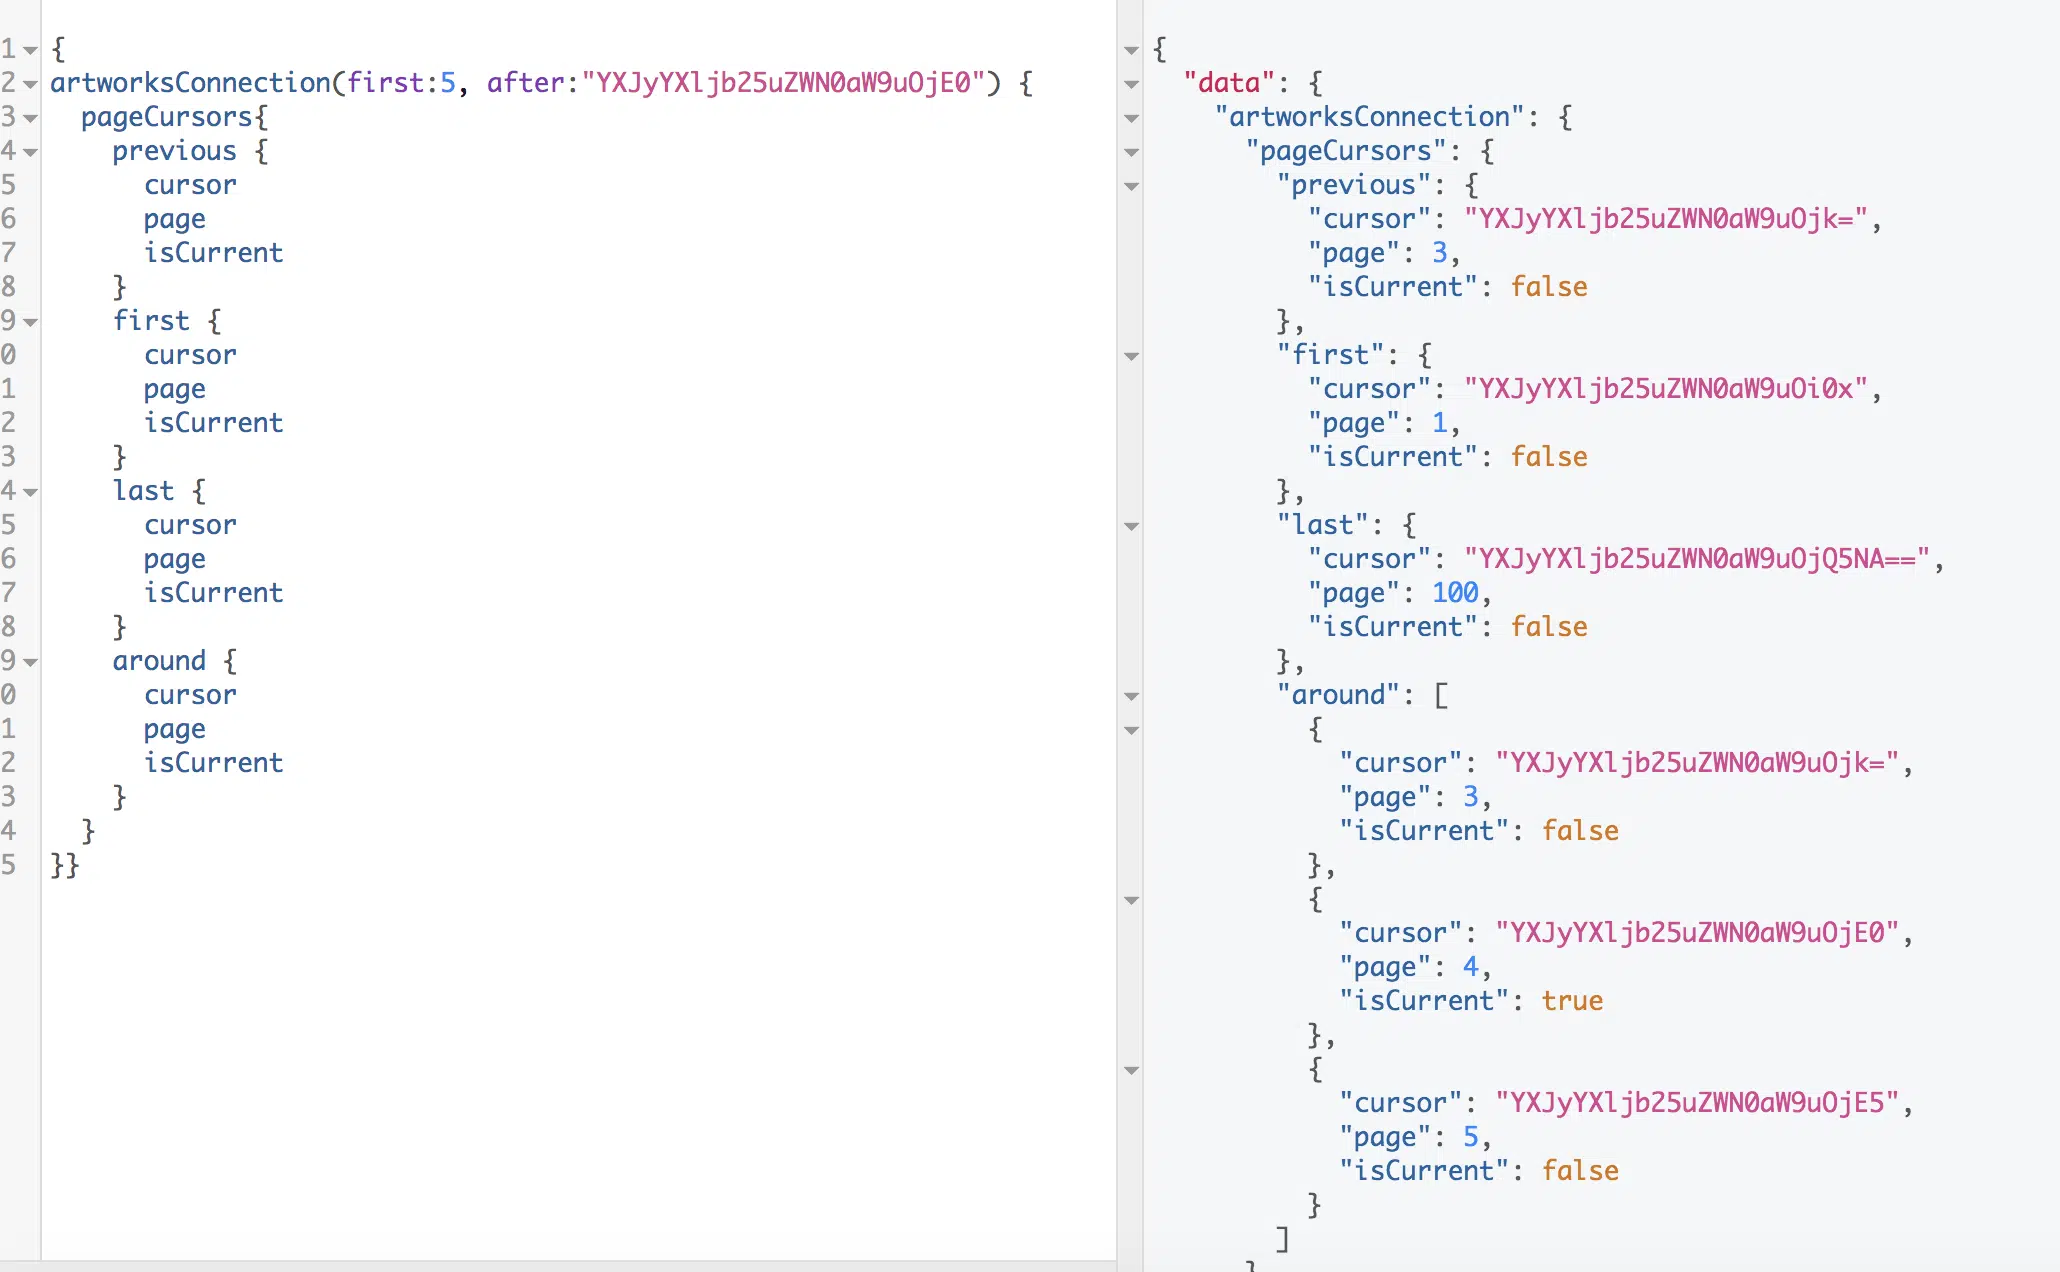 1 {
2 artworksConnection(first:5, after:"YXJyYXljb25uZWN0aW9uOjE0") {
3 pageCursors{
4 previous {
5 cursor
6 page
7 isCurrent
8 }
9 first {
0 cursor
1 page
2 isCurrent
3 }
4 last {
5 cursor
6 page
7 isCurrent
8 }
9 around {
0 cursor
1 page
2 isCurrent
3 }
4 }
5 }}
{
"data": {
"artworksConnection": {
"pageCursors": {
"previous": {
"cursor": "YXJyYXljb25uZWN0aW9uOjk=",
"page": 3,
"isCurrent": false
},
"first": {
"cursor": "YXJyYXljb25uZWN0aW9uOi0x",
"page": 1,
"isCurrent": false
},
"last": {
"cursor": "YXJyYXljb25uZWN0aW9uOjQ5NA==",
"page": 100,
"isCurrent": false
},
"around": [
{
"cursor": "YXJyYXljb25uZWN0aW9uOjk=",
"page": 3,
"isCurrent": false
},
{
"cursor": "YXJyYXljb25uZWN0aW9uOjE0",
"page": 4,
"isCurrent": true
},
{
"cursor": "YXJyYXljb25uZWN0aW9uOjE5",
"page": 5,
"isCurrent": false
}
]
}